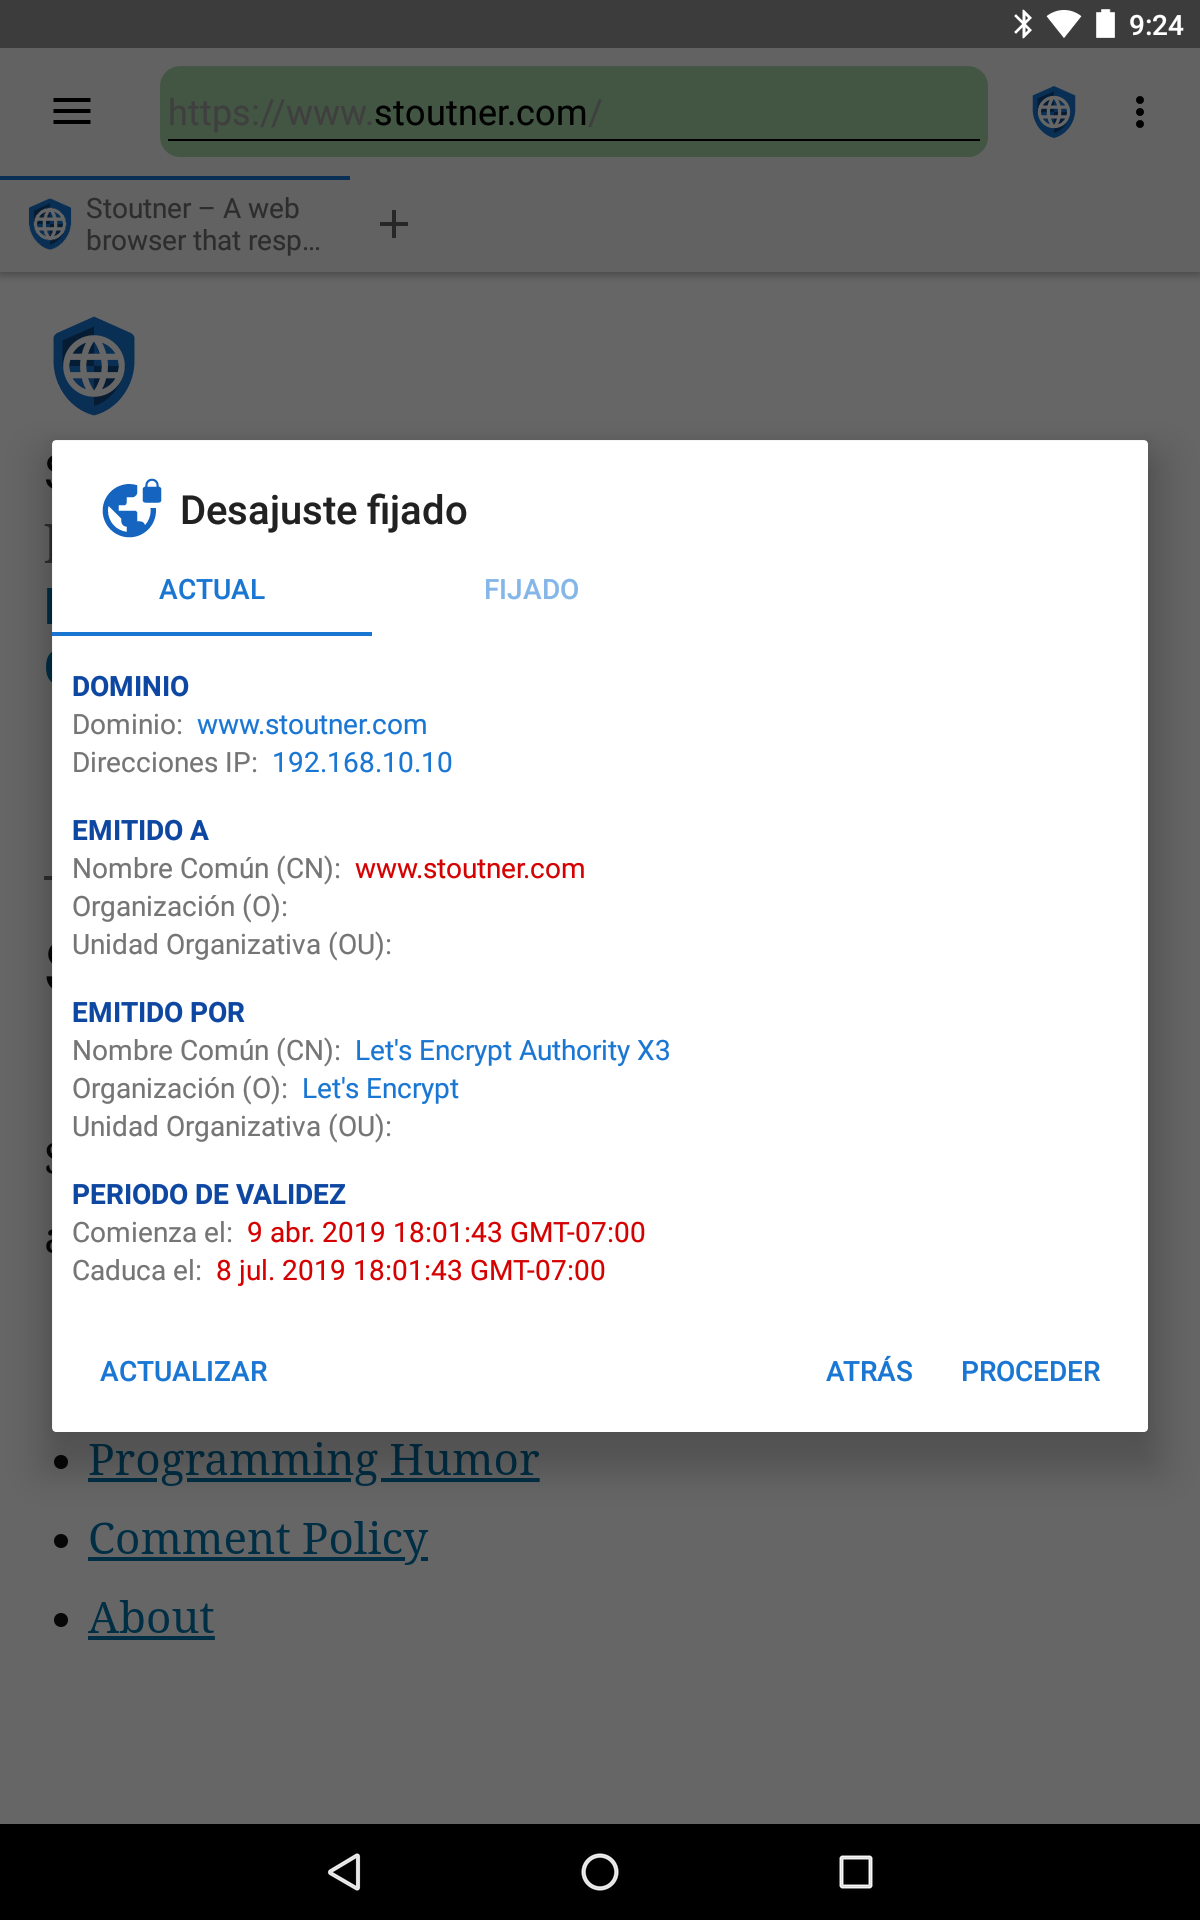 9:24
https://www.stoutner.com/
Stoutner – A web
browser that resp...
Desajuste fijado
ACTUAL FIJADO
DOMINIO
Dominio: www.stoutner.com
Direcciones IP: 192.168.10.10
EMITIDO A
Nombre Común (CN): www.stoutner.com
Organización (O):
Unidad Organizativa (OU):
EMITIDO POR
Nombre Común (CN): Let's Encrypt Authority X3
Organización (O): Let's Encrypt
Unidad Organizativa (OU):
PERIODO DE VALIDEZ
Comienza el: 9 abr. 2019 18:01:43 GMT-07:00
Caduca el: 8 jul. 2019 18:01:43 GMT-07:00
ACTUALIZAR ATRÁS PROCEDER
Programming Humor
Comment Policy
About